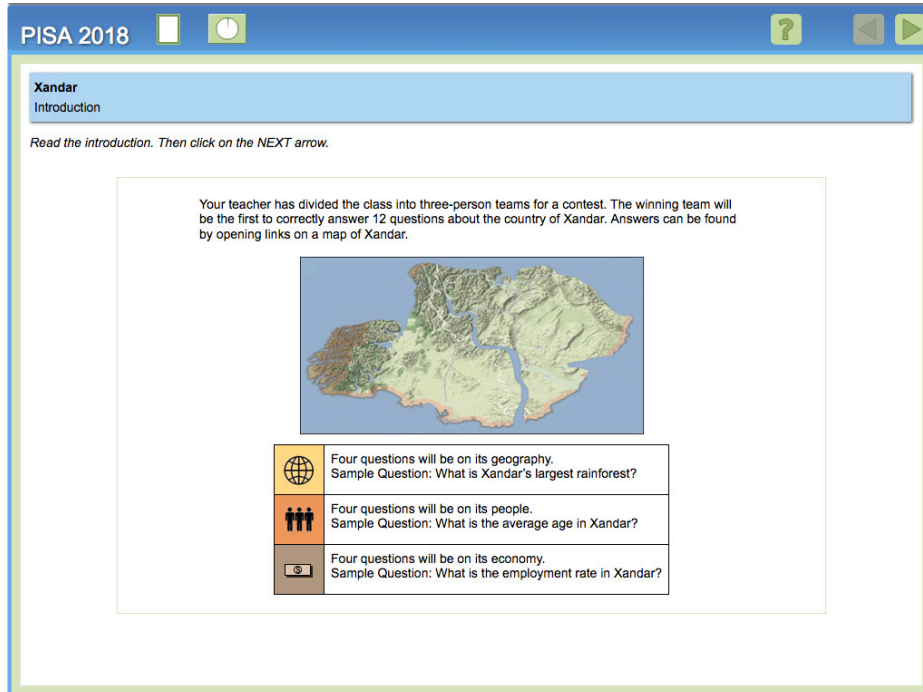 PISA 2018
?
Xandar
Introduction
Read the introduction. Then click on the NEXT arrow.
Your teacher has divided the class into three-person teams for a contest. The winning team will
be the first to correctly answer 12 questions about the country of Xandar. Answers can be found
by opening links on a map of Xandar.
Four questions will be on its geography.
Sample Question: What is Xandar's largest rainforest?
Four questions will be on its people.
Sample Question: What is the average age in Xandar?
$
Four questions will be on its economy.
Sample Question: What is the employment rate in Xandar?